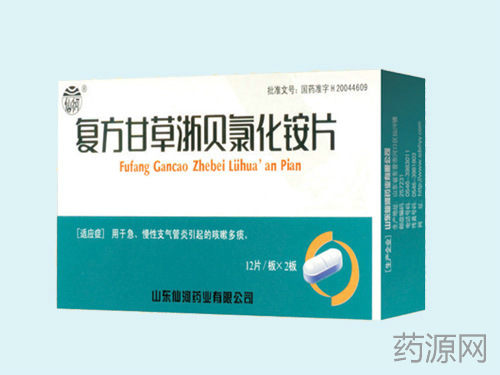 仙河
®
批准文号：国药准字H20044609
复方甘草浙贝氯化铵片
Fufang Gancao Zhebei Lühua'an Pian
[适应症] 用于急、慢性支气管炎引起的咳嗽多痰。
12片/板×2板
山东仙河药业有限公司
[生产企业] 山东仙河药业有限公司
药源网